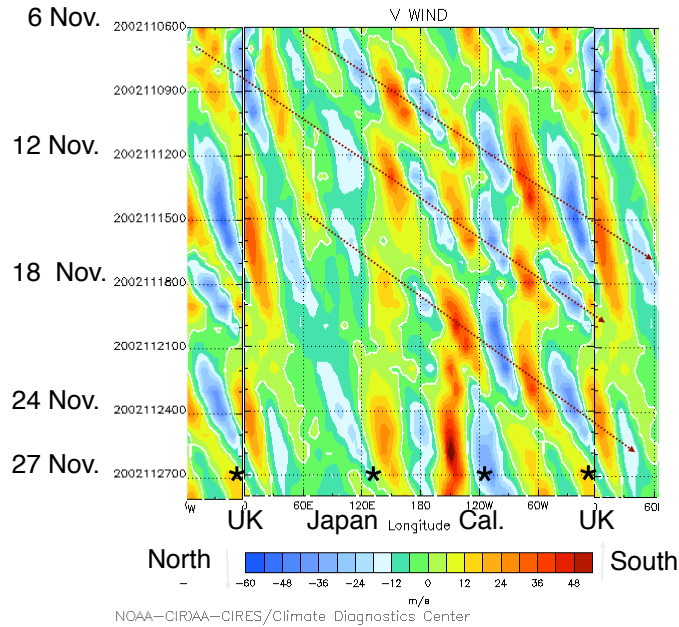 6 Nov.
V WIND
2002110600
2002110900
12 Nov.
2002111200
2002111500
18 Nov.
2002111800
2002112100
24 Nov.
2002112400
27 Nov.
2002112700
* * * *
W 0 60E 120E 180 120W 60W 0 60E
UK Japan Longitude Cal. UK
North South
-60 -48 -36 -24 -12 0 12 24 36 48
m/s
NOAA-CIRES/Climate Diagnostics Center